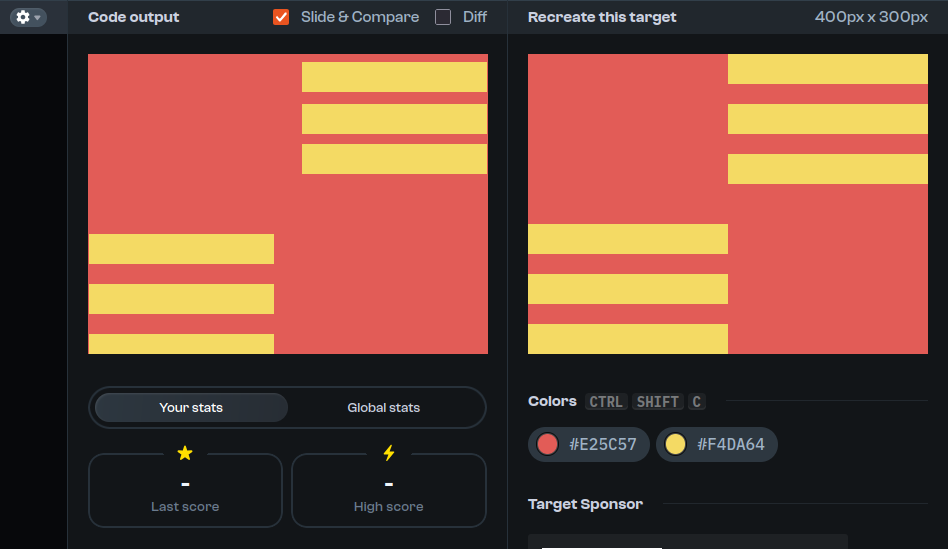 Code output Slide & Compare Diff Recreate this target 400px x 300px
Colors CTRL SHIFT C
Your stats Global stats
#E25C57 #F4DA64
-
-
Last score High score
Target Sponsor